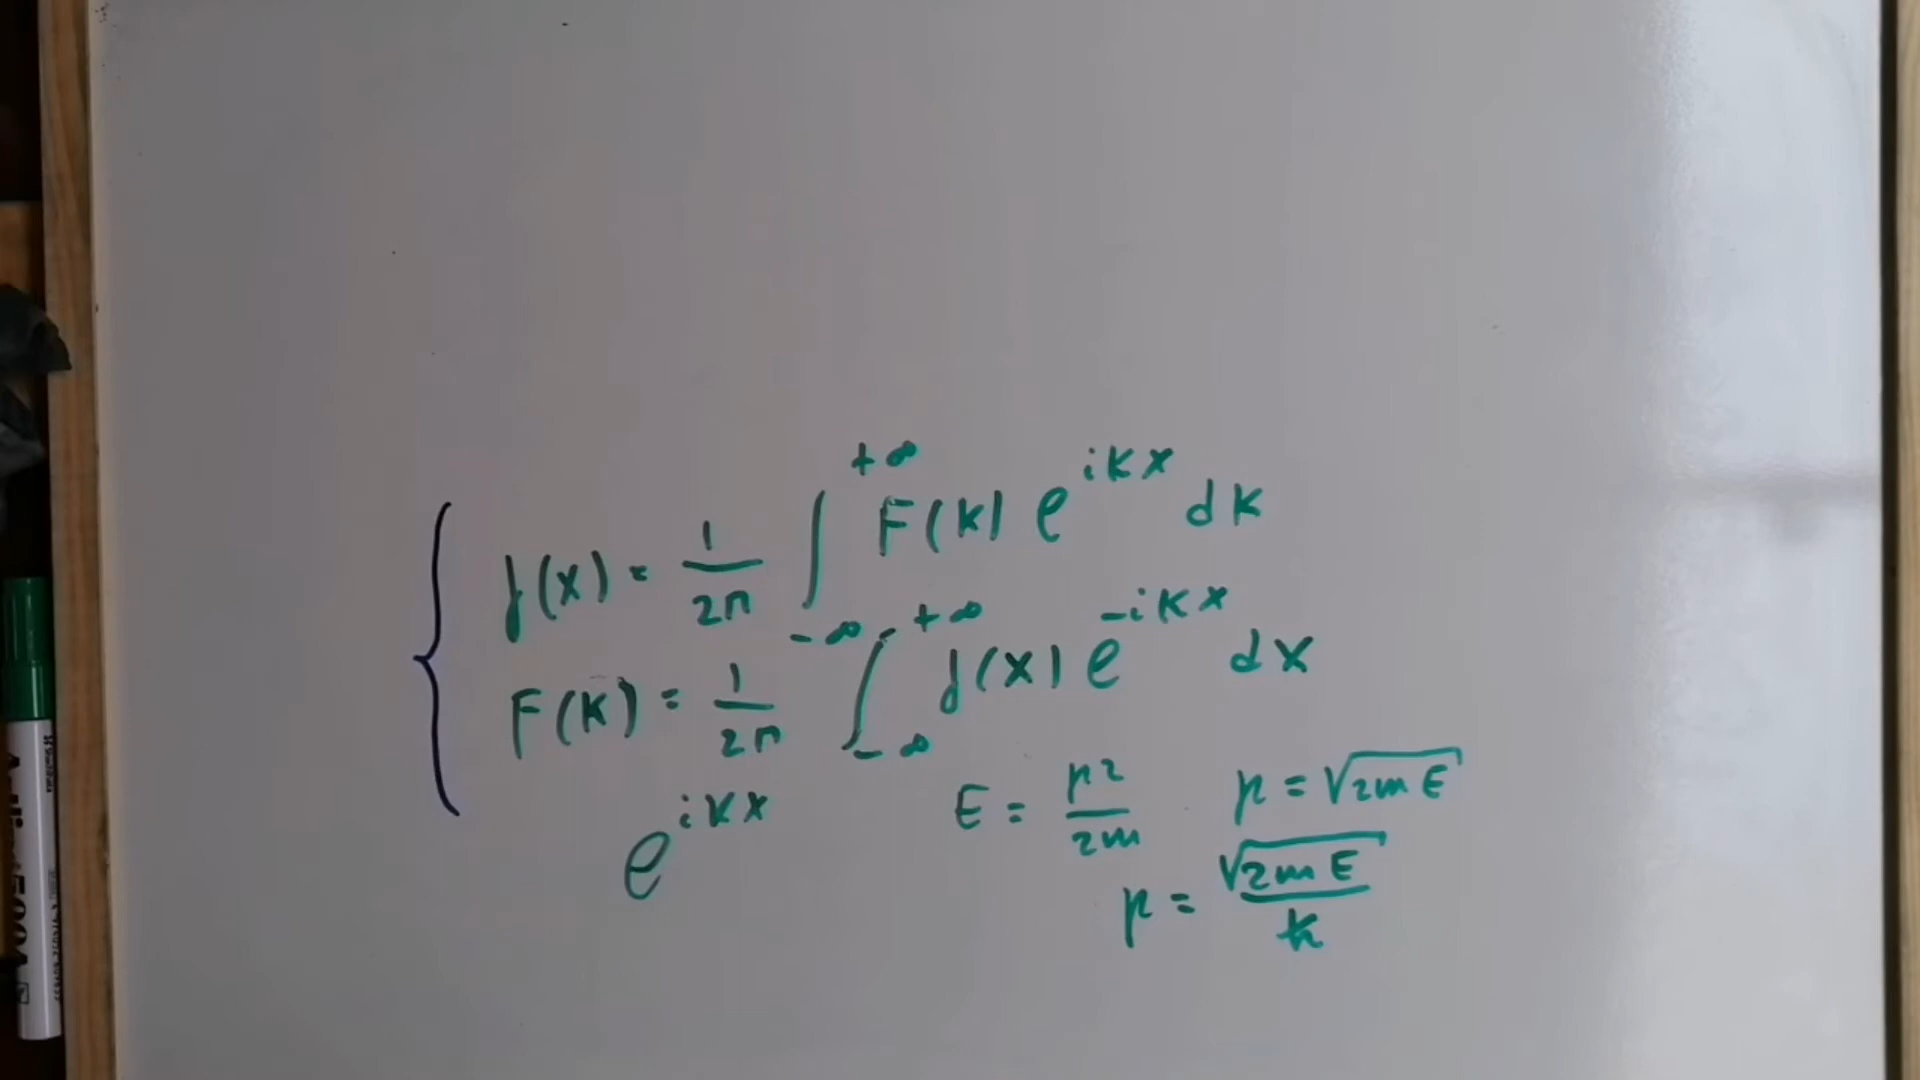 f(x) = 1/2π ∫_{-∞}^{+∞} F(k) e^{ikx} dk
F(k) = 1/2π ∫_{-∞}^{+∞} f(x) e^{-ikx} dx
e^{ikx} E = p²/2m p = √2mE
p = √2mE/ħ